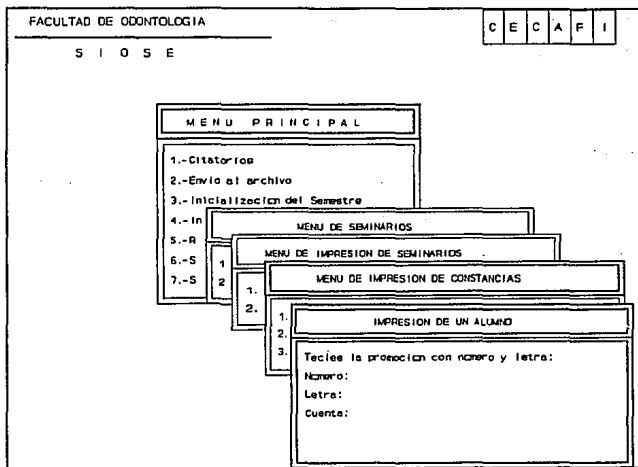 FACULTAD DE ODONTOLOGIA
C E C A F I
S I O S E
MENU PRINCIPAL
1.-Citatorios
2.-Envio al archivo
3.-Inicializacion del Semestre
4.-In
MENU DE SEMINARIOS
5.-R
MENU DE IMPRESION DE SEMINARIOS
6.-S
1
7.-S
2
MENU DE IMPRESION DE CONSTANCIAS
1.
2.
1.
IMPRESION DE UN ALUMNO
2.
3.
Teclee la promocion con numero y letra:
Numero:
Letra:
Cuenta: